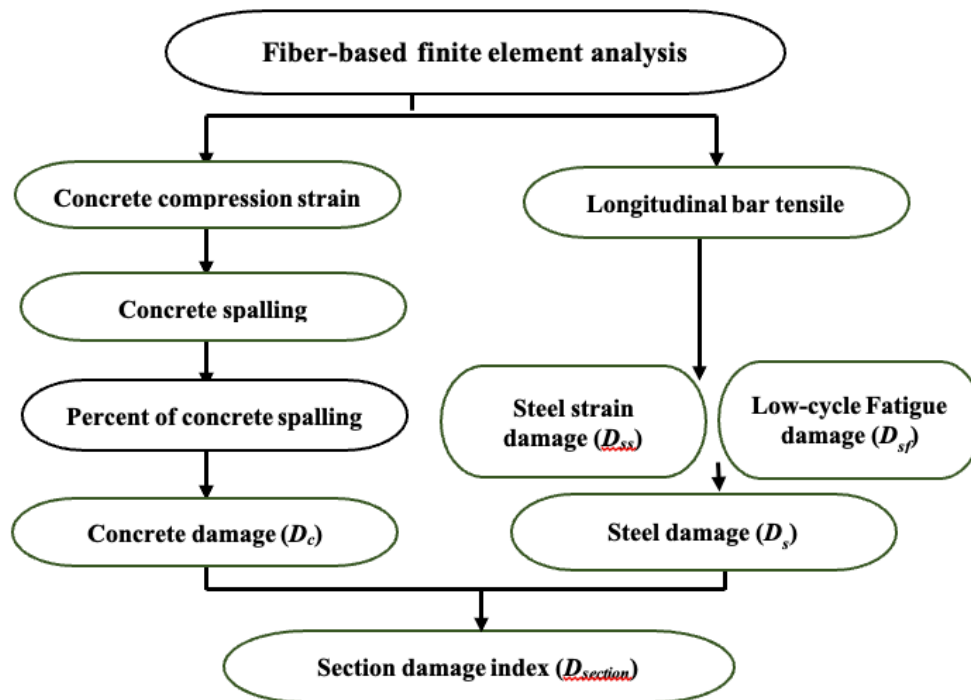 Fiber-based finite element analysis
Concrete compression strain
Longitudinal bar tensile
Concrete spalling
Percent of concrete spalling
Steel strain
damage (Dss)
Low-cycle Fatigue
damage (Dsf)
Concrete damage (Dc)
Steel damage (Ds)
Section damage index (Dsection)